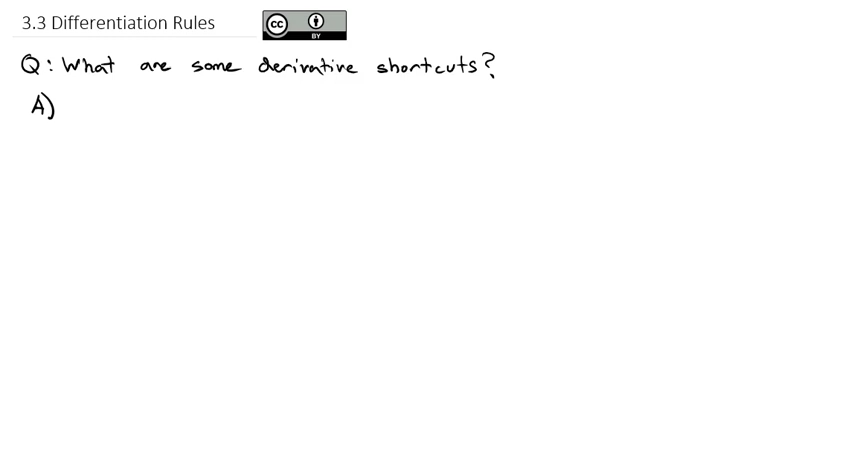 3.3 Differentiation Rules
cc BY
Q: What are some derivative shortcuts?
A)